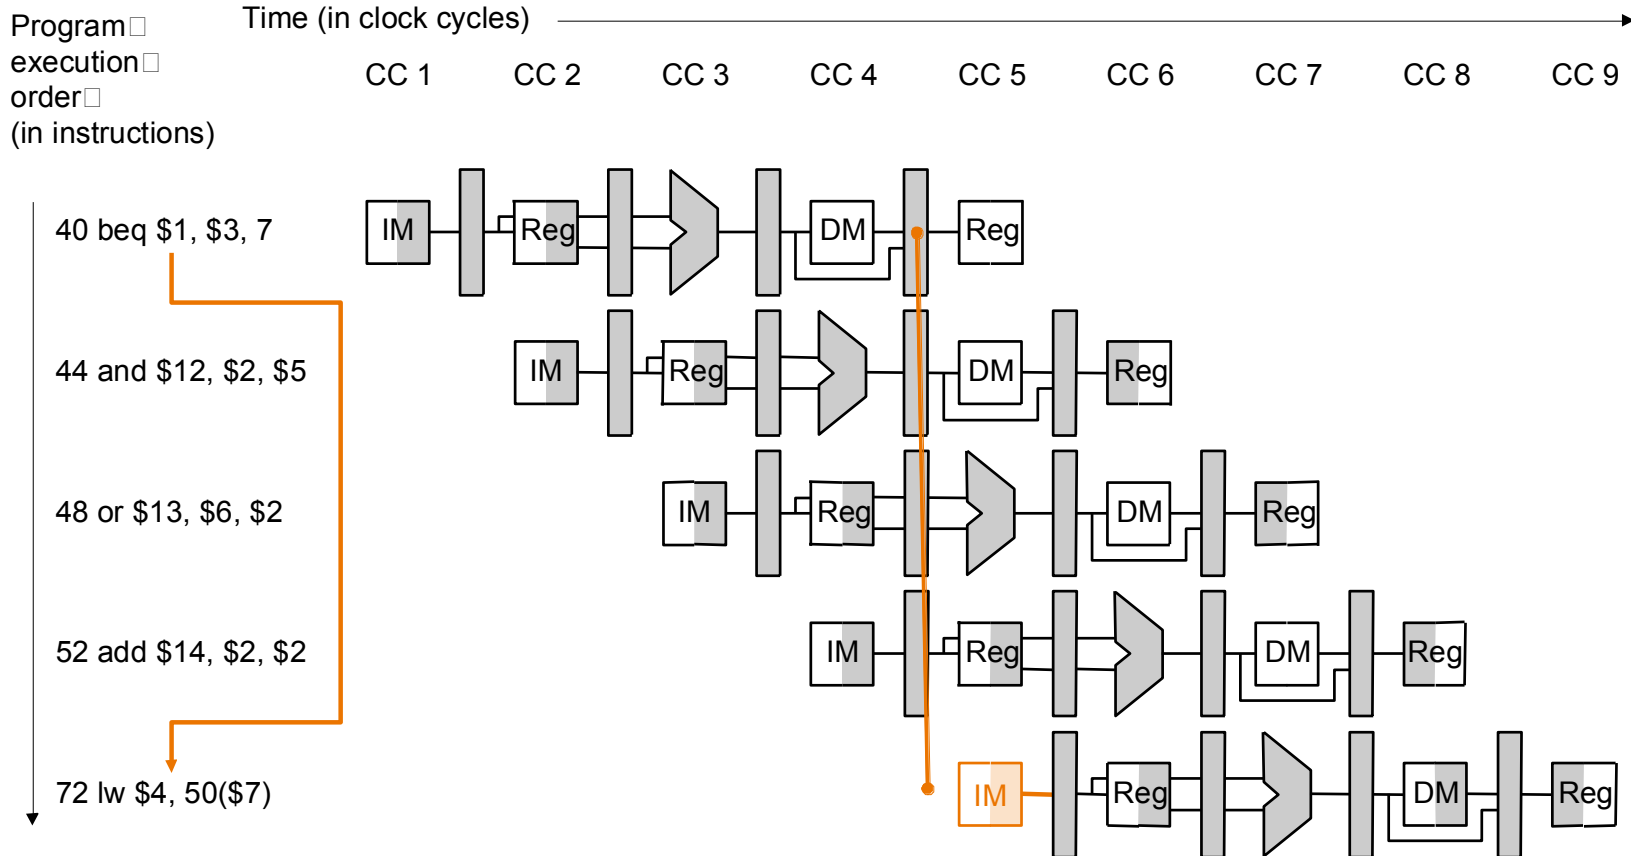 Program□
execution□
order□
(in instructions)
Time (in clock cycles)
CC 1 CC 2 CC 3 CC 4 CC 5 CC 6 CC 7 CC 8 CC 9
40 beq $1, $3, 7
IM Reg DM Reg
44 and $12, $2, $5
IM Reg DM Reg
48 or $13, $6, $2
IM Reg DM Reg
52 add $14, $2, $2
IM Reg DM Reg
72 lw $4, 50($7)
IM Reg DM Reg